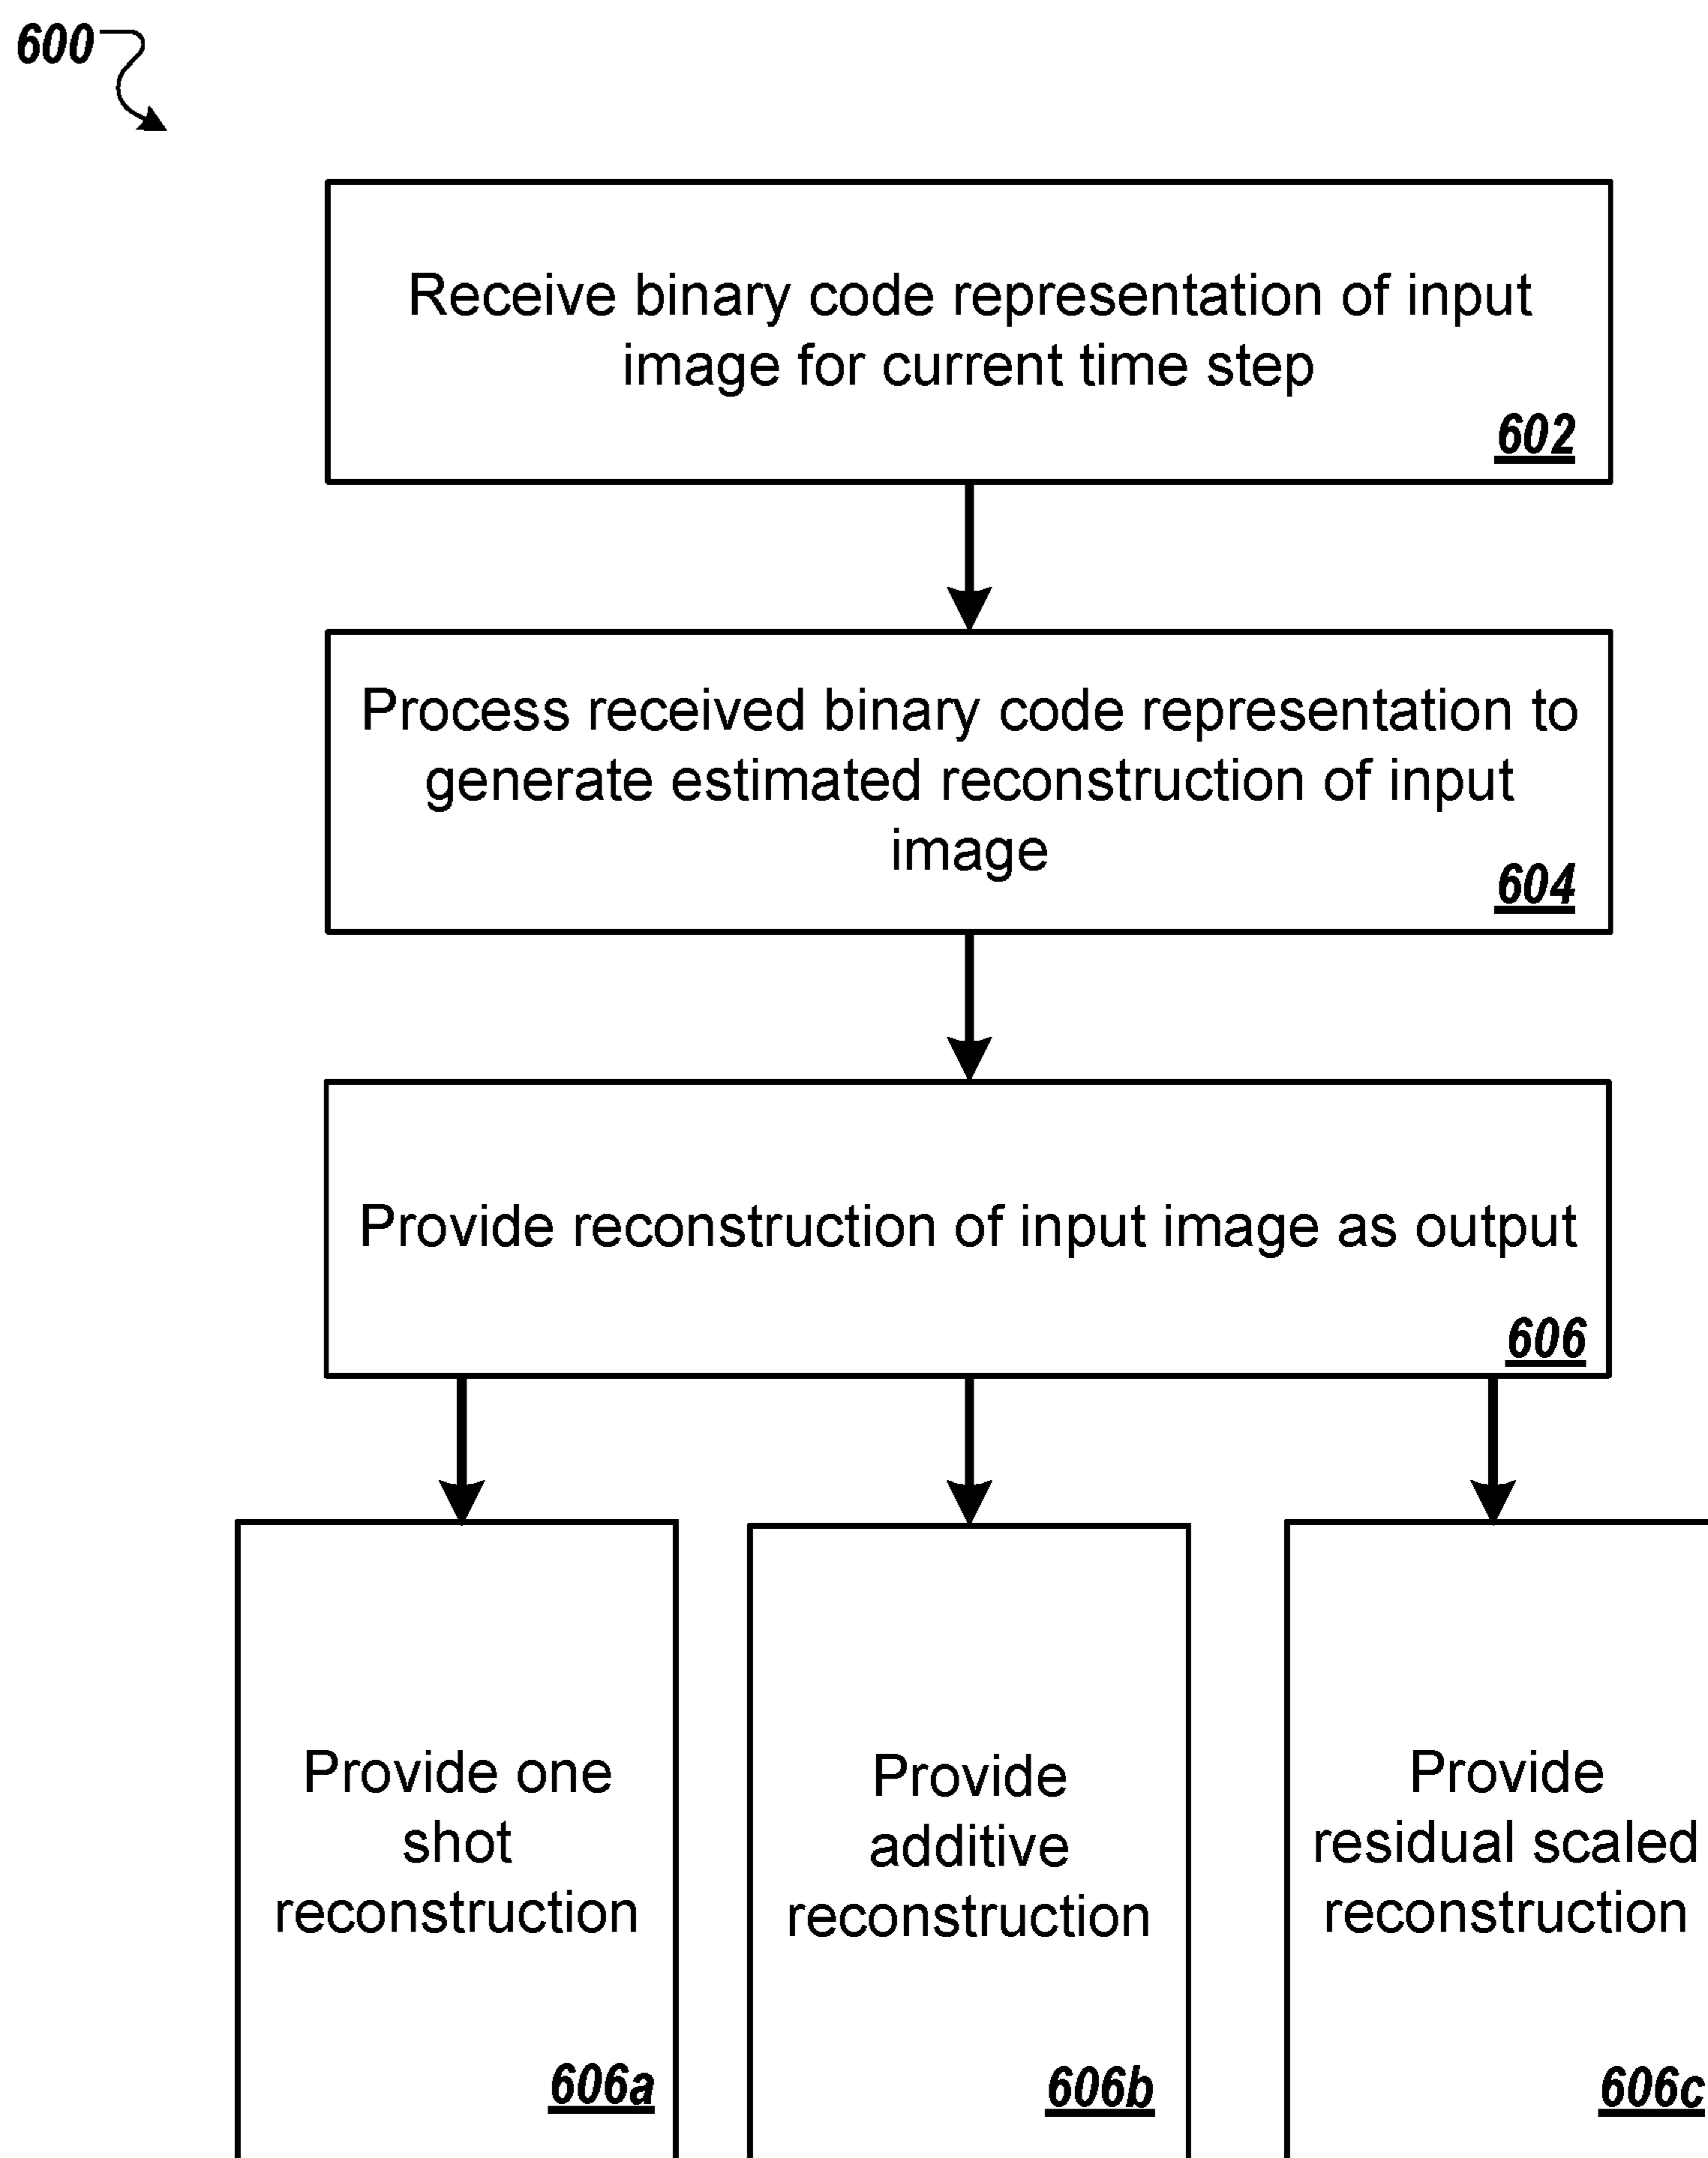 600
Receive binary code representation of input
image for current time step
602
Process received binary code representation to
generate estimated reconstruction of input
image
604
Provide reconstruction of input image as output
606
Provide one
shot
reconstruction
606a
Provide
additive
reconstruction
606b
Provide
residual scaled
reconstruction
606c